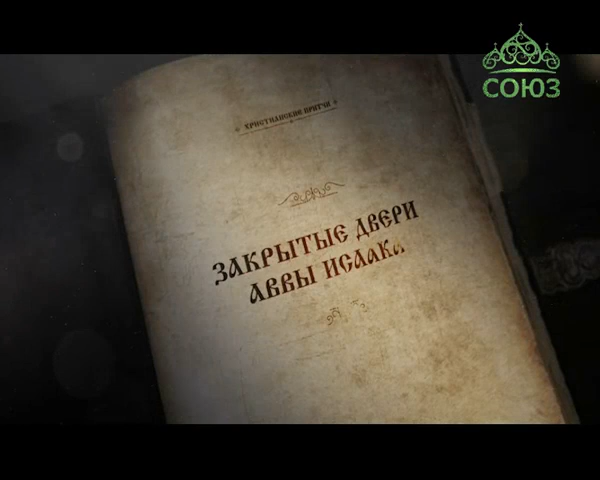 СОЮЗ
ХРИСТИАНСКИЕ ПРИТЧИ
ЗАКРЫТЫЕ ДВЕРИ
АВВЫ ИСААКА